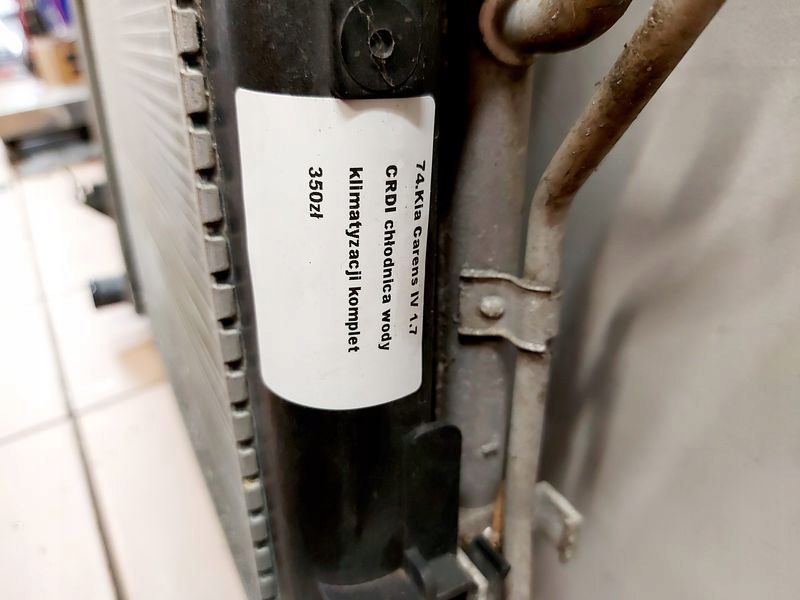 74.Kia Carens IV 1.7
CRDI chłodnica wody
klimatyzacji komplet
350zł